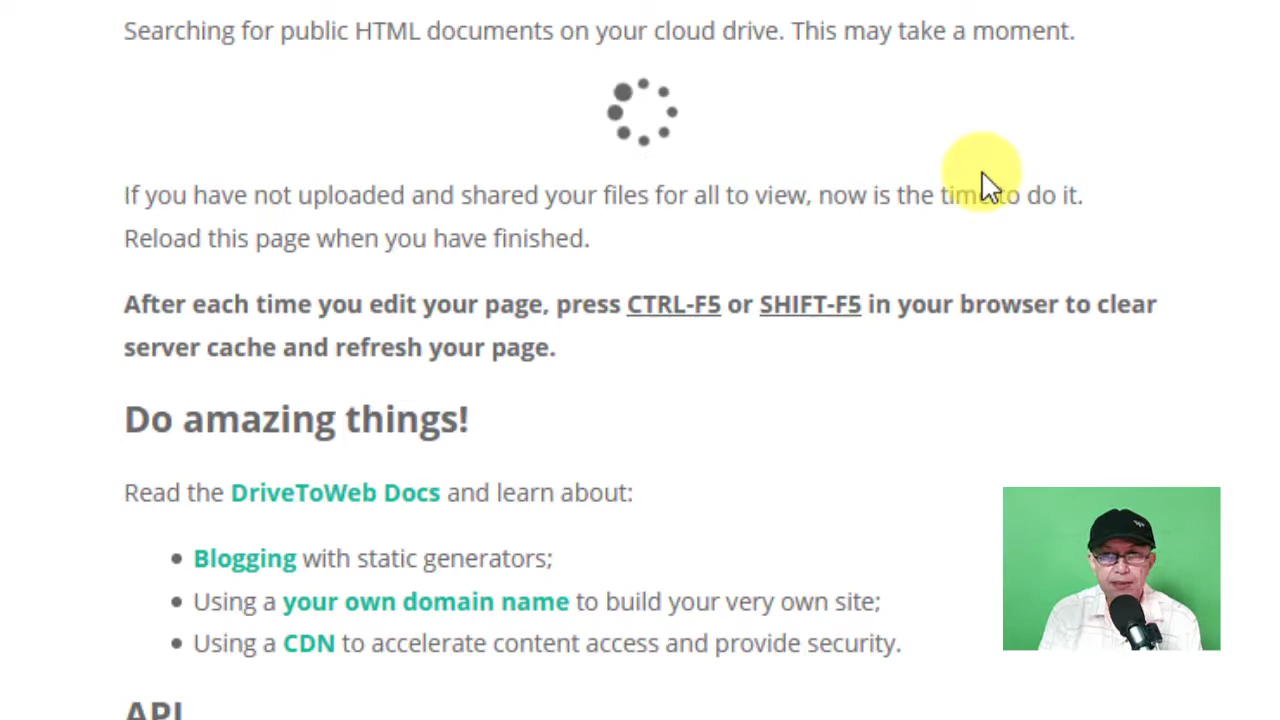 Searching for public HTML documents on your cloud drive. This may take a moment.
If you have not uploaded and shared your files for all to view, now is the time to do it.
Reload this page when you have finished.
After each time you edit your page, press CTRL-F5 or SHIFT-F5 in your browser to clear
server cache and refresh your page.
Do amazing things!
Read the DriveToWeb Docs and learn about:
Blogging with static generators;
Using a your own domain name to build your very own site;
Using a CDN to accelerate content access and provide security.
API